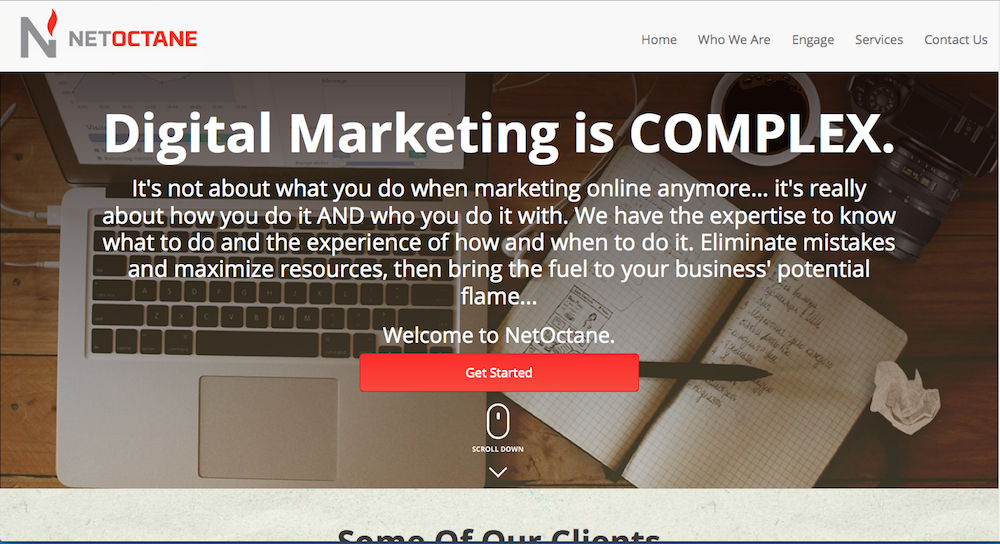 NETOCTANE
Home Who We Are Engage Services Contact Us
Digital Marketing is COMPLEX.
It's not about what you do when marketing online anymore... it's really
about how you do it AND who you do it with. We have the expertise to know
what to do and the experience of how and when to do it. Eliminate mistakes
and maximize resources, then bring the fuel to your business' potential
flame...
Welcome to NetOctane.
Get Started
SCROLL DOWN
Some Of Our Clients